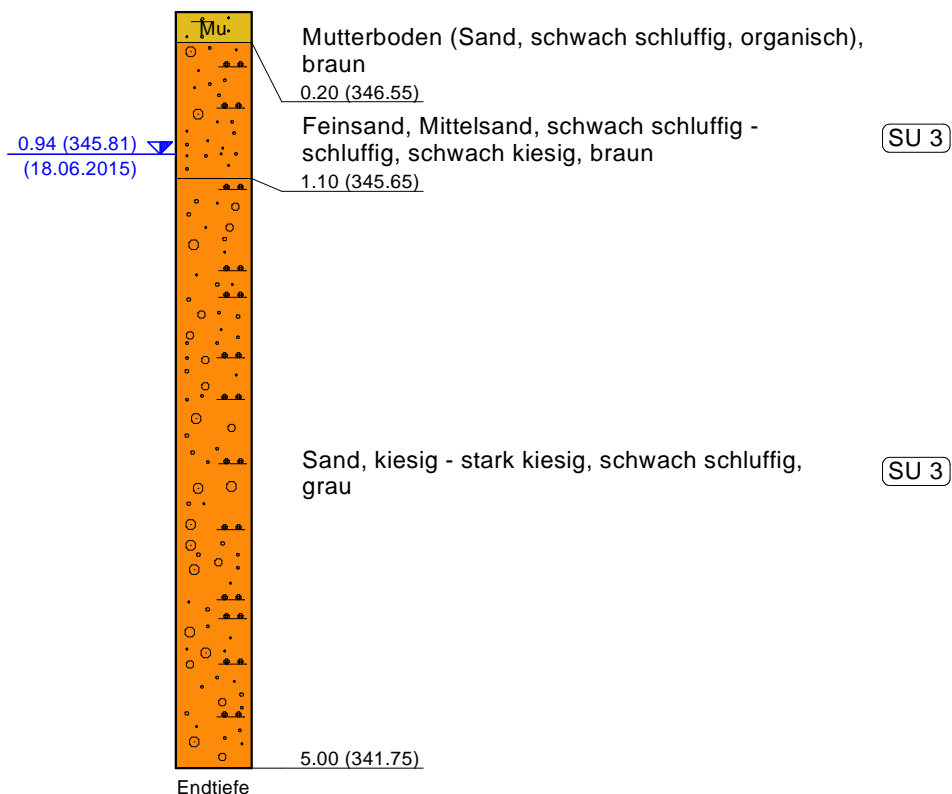 Mu
Mutterboden (Sand, schwach schluffig, organisch),
braun
0.20 (346.55)
Feinsand, Mittelsand, schwach schluffig -
schluffig, schwach kiesig, braun
SU 3
0.94 (345.81)
(18.06.2015)
1.10 (345.65)
Sand, kiesig - stark kiesig, schwach schluffig,
grau
SU 3
5.00 (341.75)
Endtiefe